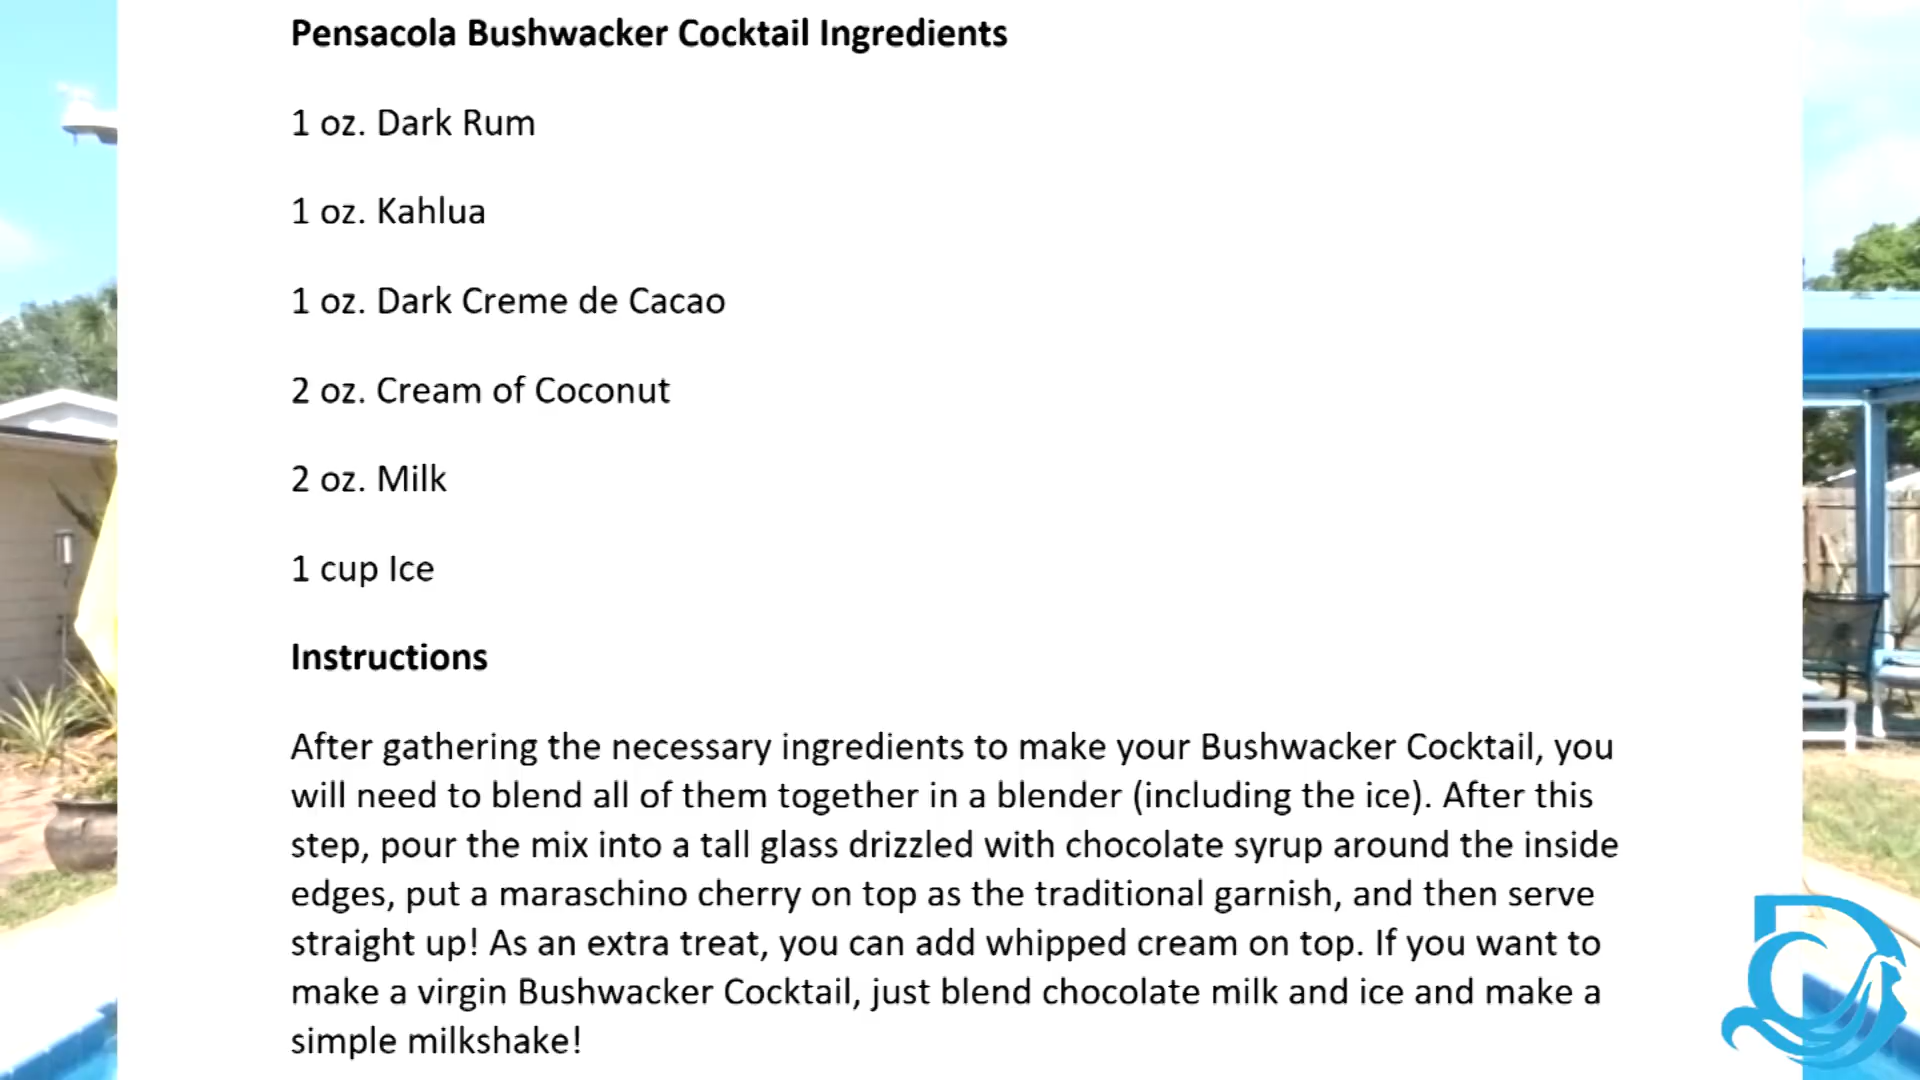 Pensacola Bushwacker Cocktail Ingredients
1 oz. Dark Rum
1 oz. Kahlua
1 oz. Dark Creme de Cacao
2 oz. Cream of Coconut
2 oz. Milk
1 cup Ice
Instructions
After gathering the necessary ingredients to make your Bushwacker Cocktail, you
will need to blend all of them together in a blender (including the ice). After this
step, pour the mix into a tall glass drizzled with chocolate syrup around the inside
edges, put a maraschino cherry on top as the traditional garnish, and then serve
straight up! As an extra treat, you can add whipped cream on top. If you want to
make a virgin Bushwacker Cocktail, just blend chocolate milk and ice and make a
simple milkshake!